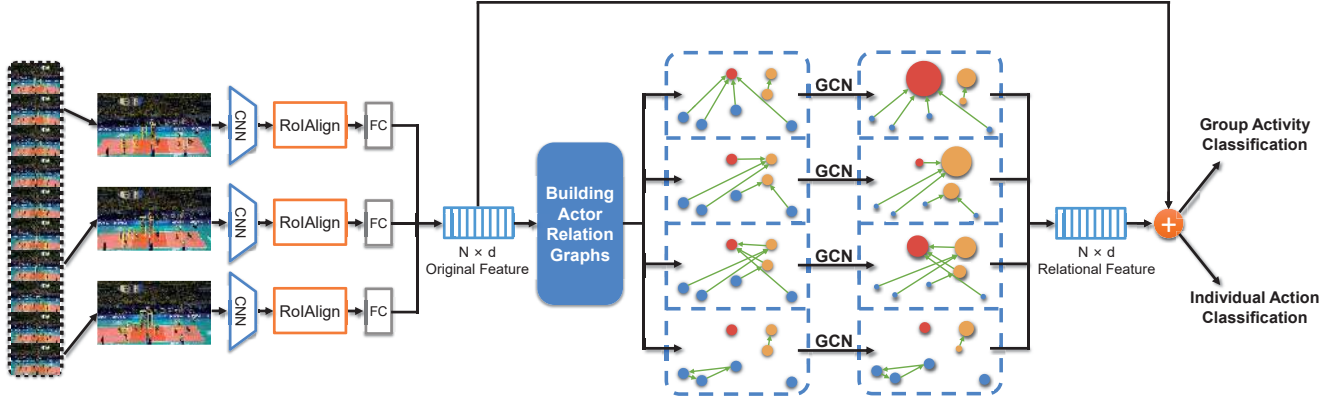 CNN
RoIAlign
FC
CNN
RoIAlign
FC
CNN
RoIAlign
FC
N × d
Original Feature
Building
Actor
Relation
Graphs
GCN
GCN
GCN
GCN
N × d
Relational Feature
+
Group Activity
Classification
Individual Action
Classification